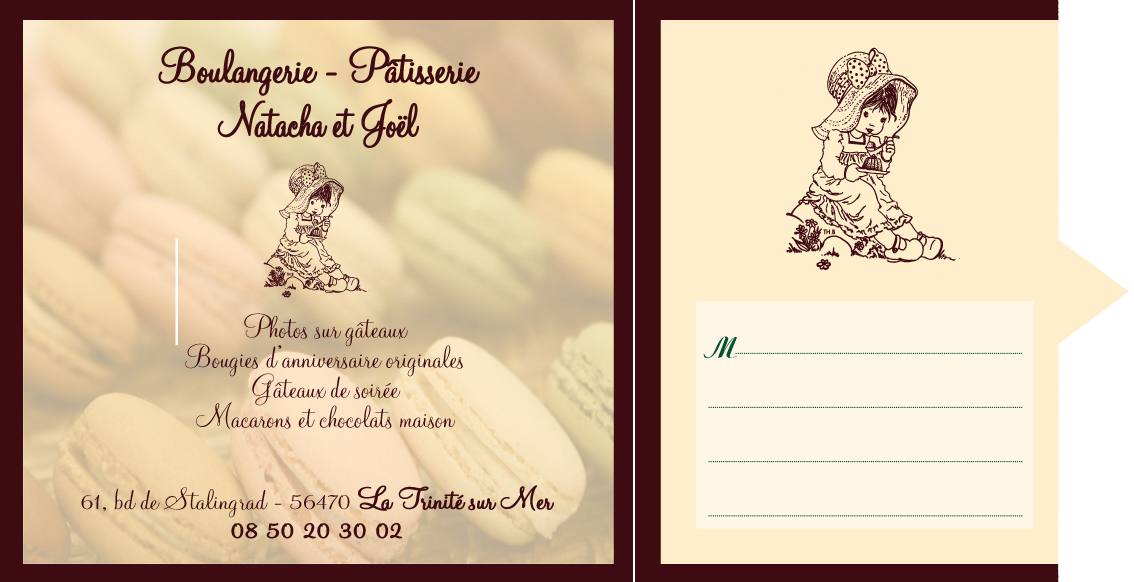 Boulangerie - Pâtisserie
Natacha et Joël
Photos sur gâteaux
Bougies d'anniversaire originales
Gâteaux de soirée
Macarons et chocolats maison
61, bd de Stalingrad - 56470 La Trinité sur Mer
08 50 20 30 02
TH B
M